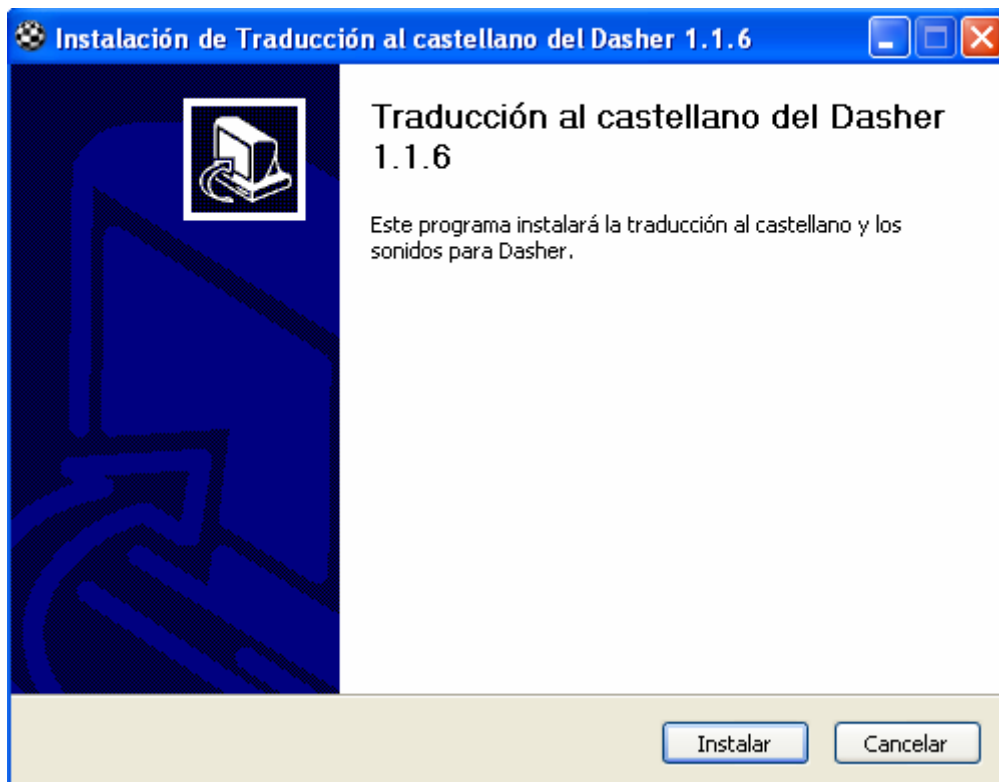 Instalación de Traducción al castellano del Dasher 1.1.6
Traducción al castellano del Dasher
1.1.6
Este programa instalará la traducción al castellano y los
sonidos para Dasher.
Instalar
Cancelar